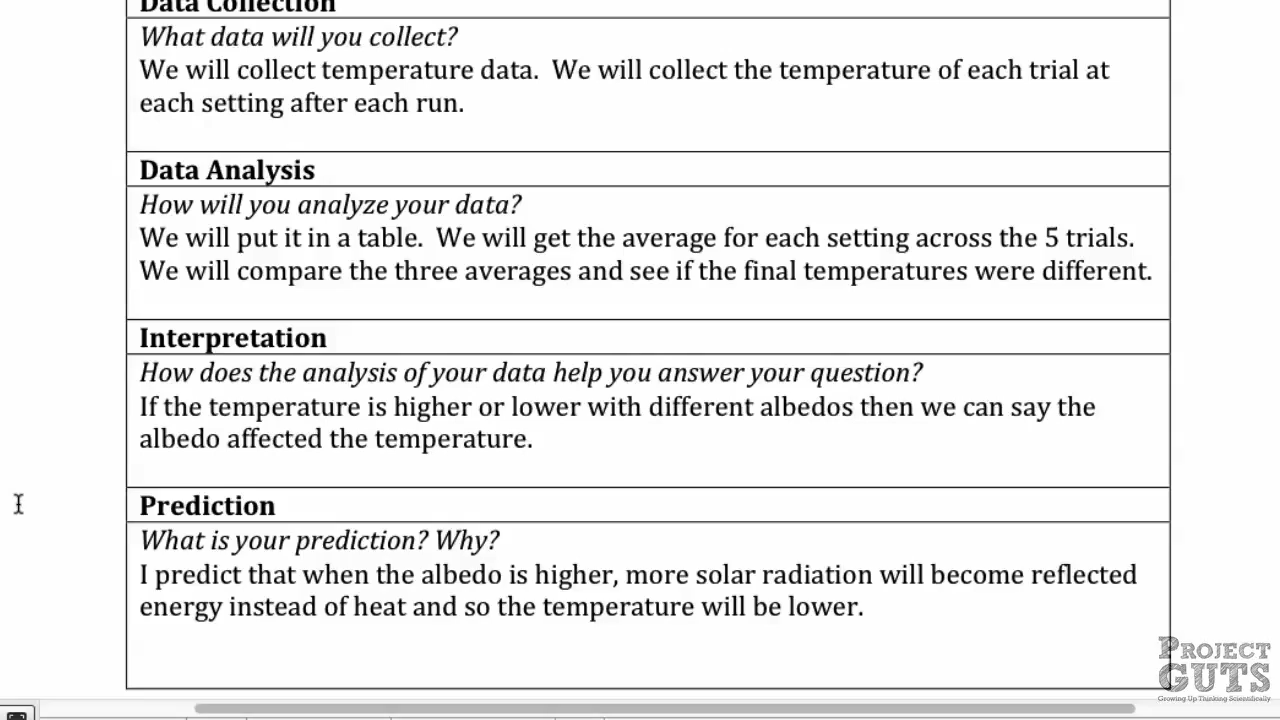 Data Collection
What data will you collect?
We will collect temperature data.  We will collect the temperature of each trial at
each setting after each run.
Data Analysis
How will you analyze your data?
We will put it in a table.  We will get the average for each setting across the 5 trials.
We will compare the three averages and see if the final temperatures were different.
Interpretation
How does the analysis of your data help you answer your question?
If the temperature is higher or lower with different albedos then we can say the
albedo affected the temperature.
Prediction
What is your prediction? Why?
I predict that when the albedo is higher, more solar radiation will become reflected
energy instead of heat and so the temperature will be lower.
PROJECT
GUTS
Growing Up Thinking Scientifically